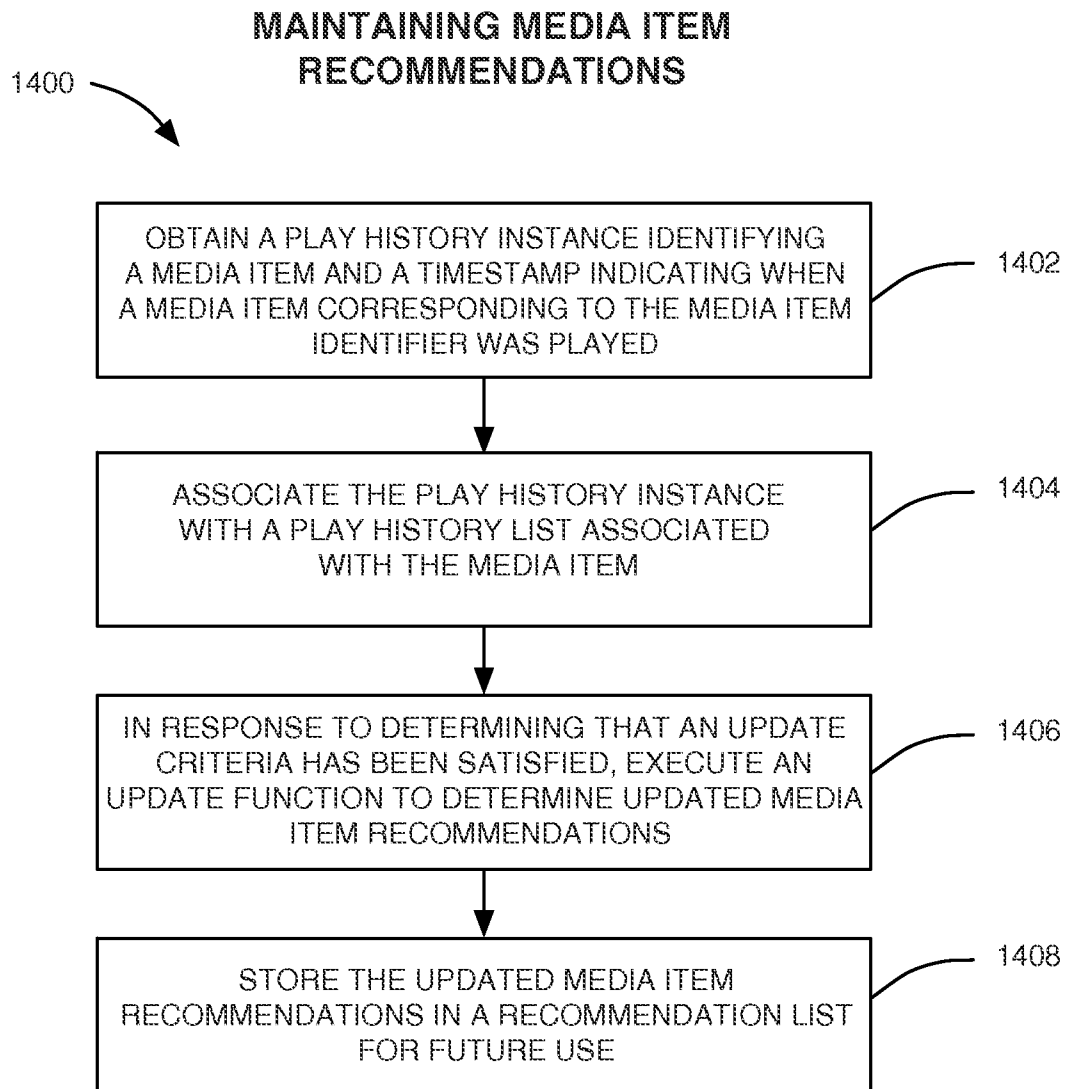 MAINTAINING MEDIA ITEM
RECOMMENDATIONS
1400
OBTAIN A PLAY HISTORY INSTANCE IDENTIFYING
A MEDIA ITEM AND A TIMESTAMP INDICATING WHEN
A MEDIA ITEM CORRESPONDING TO THE MEDIA ITEM
IDENTIFIER WAS PLAYED
1402
ASSOCIATE THE PLAY HISTORY INSTANCE
WITH A PLAY HISTORY LIST ASSOCIATED
WITH THE MEDIA ITEM
1404
IN RESPONSE TO DETERMINING THAT AN UPDATE
CRITERIA HAS BEEN SATISFIED, EXECUTE AN
UPDATE FUNCTION TO DETERMINE UPDATED MEDIA
ITEM RECOMMENDATIONS
1406
STORE THE UPDATED MEDIA ITEM
RECOMMENDATIONS IN A RECOMMENDATION LIST
FOR FUTURE USE
1408